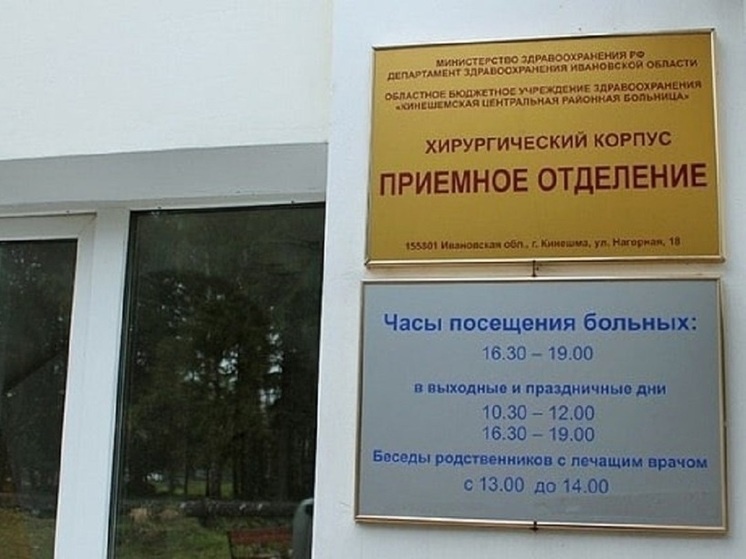 МИНИСТЕРСТВО ЗДРАВООХРАНЕНИЯ РФ
ДЕПАРТАМЕНТ ЗДРАВООХРАНЕНИЯ ИВАНОВСКОЙ ОБЛАСТИ
ОБЛАСТНОЕ БЮДЖЕТНОЕ УЧРЕЖДЕНИЕ ЗДРАВООХРАНЕНИЯ
«КИНЕШЕМСКАЯ ЦЕНТРАЛЬНАЯ РАЙОННАЯ БОЛЬНИЦА»
ХИРУРГИЧЕСКИЙ КОРПУС
ПРИЕМНОЕ ОТДЕЛЕНИЕ
155801 Ивановская обл., г. Кинешма, ул. Нагорная, 18
Часы посещения больных:
16.30 – 19.00
в выходные и праздничные дни
10.30 – 12.00
16.30 – 19.00
Беседы родственников с лечащим врачом
с 13.00 до 14.00